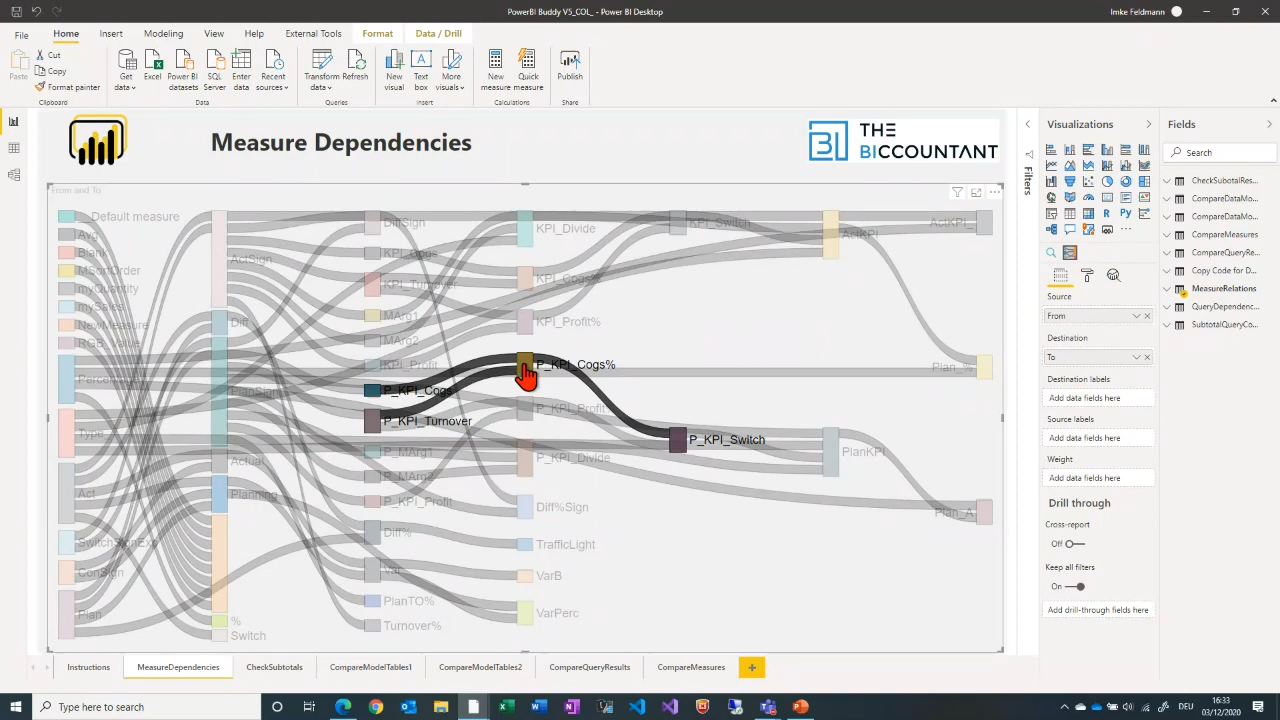 PowerBI Buddy V5_COL_ - Power BI Desktop
Imke Feldmann
File
Home
Insert
Modeling
View
Help
External Tools
Format
Data / Drill
Paste
Cut
Copy
Format painter
Get data
Excel
Power BI datasets
SQL Server
Enter data
Recent sources
Transform data
Refresh
New visual
Text box
More visuals
New measure
Quick measure
Publish
Clipboard
Data
Queries
Insert
Calculations
Share
Measure Dependencies
BI THE
BICCOUNTANT
From and To
_Default measure
Avg
Blank
MSortOrder
myQuantity
mySales
NewMeasure
RGB_Value
Percentage
Type
Act
SwitchSignExp
ConSign
Plan
ActSign
Diff
PlanSign
Actual
Planning
%
Switch
DiffSign
KPI_Cogs
KPI_Turnover
MArg1
MArg2
KPI_Profit
P_KPI_Cogs
P_KPI_Turnover
P_MArg1
P_MArg2
P_KPI_Profit
Diff%
Var
PlanTO%
Turnover%
KPI_Divide
KPI_Cogs%
KPI_Profit%
P_KPI_Cogs%
P_KPI_Profit
P_KPI_Divide
Diff%Sign
TrafficLight
VarB
VarPerc
KPI_Switch
P_KPI_Switch
ActKPI
PlanKPI
ActKPI_
Plan_%
Plan_A
Filters
Visualizations
Source
From
Destination
To
Destination labels
Add data fields here
Source labels
Add data fields here
Weight
Add data fields here
Drill through
Cross-report
Off
Keep all filters
On
Add drill-through fields here
Fields
Search
CheckSubotalRes...
CompareDataMo...
CompareDataMo...
CompareMeasures
CompareQueryRe...
Copy Code for D...
MeasureRelations
QueryDependenc...
SubtotalQueryCo...
Instructions
MeasureDependencies
CheckSubtotals
CompareModelTables1
CompareModelTables2
CompareQueryResults
CompareMeasures
Type here to search
DEU
16:33
03/12/2020